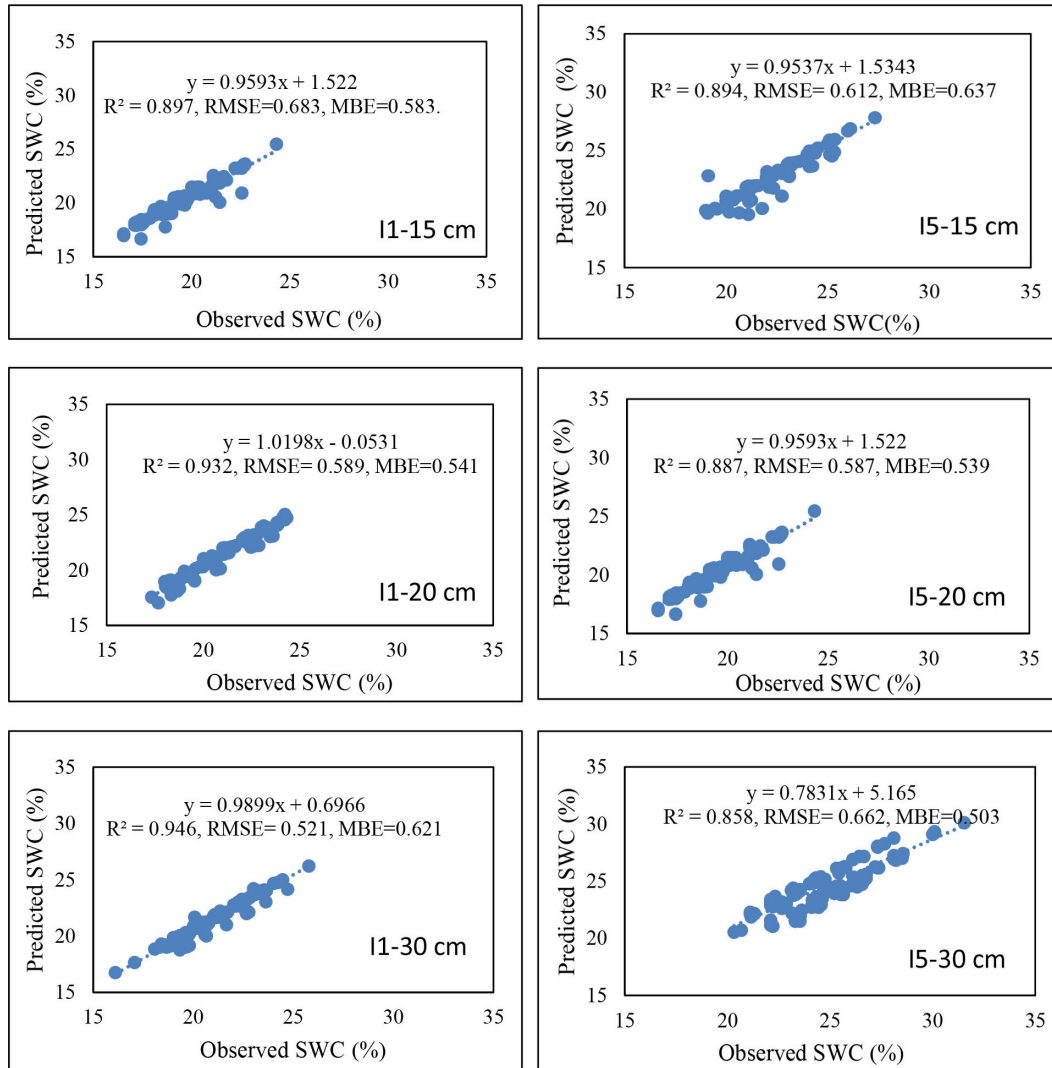 35
30
25
20
15
Predicted SWC (%)
y = 0.9593x + 1.522
R² = 0.897, RMSE=0.683, MBE=0.583.
I1-15 cm
15 20 25 30 35
Observed SWC (%)
35
30
25
20
15
Predicted SWC (%)
y = 0.9537x + 1.5343
R² = 0.894, RMSE= 0.612, MBE=0.637
I5-15 cm
15 20 25 30 35
Observed SWC(%)
35
30
25
20
15
Predicted SWC (%)
y = 1.0198x - 0.0531
R² = 0.932, RMSE=0.589, MBE=0.541
I1-20 cm
15 20 25 30 35
Observed SWC (%)
35
30
25
20
15
Predicted SWC (%)
y = 0.9593x + 1.522
R² = 0.887, RMSE= 0.587, MBE=0.539
I5-20 cm
15 20 25 30 35
Observed SWC (%)
35
30
25
20
15
Predicted SWC (%)
y = 0.9899x + 0.6966
R² = 0.946, RMSE= 0.521, MBE=0.621
I1-30 cm
15 20 25 30 35
Observed SWC (%)
35
30
25
20
15
Predicted SWC (%)
y = 0.7831x + 5.165
R² = 0.858, RMSE= 0.662, MBE=0.503
I5-30 cm
15 20 25 30 35
Observed SWC (%)